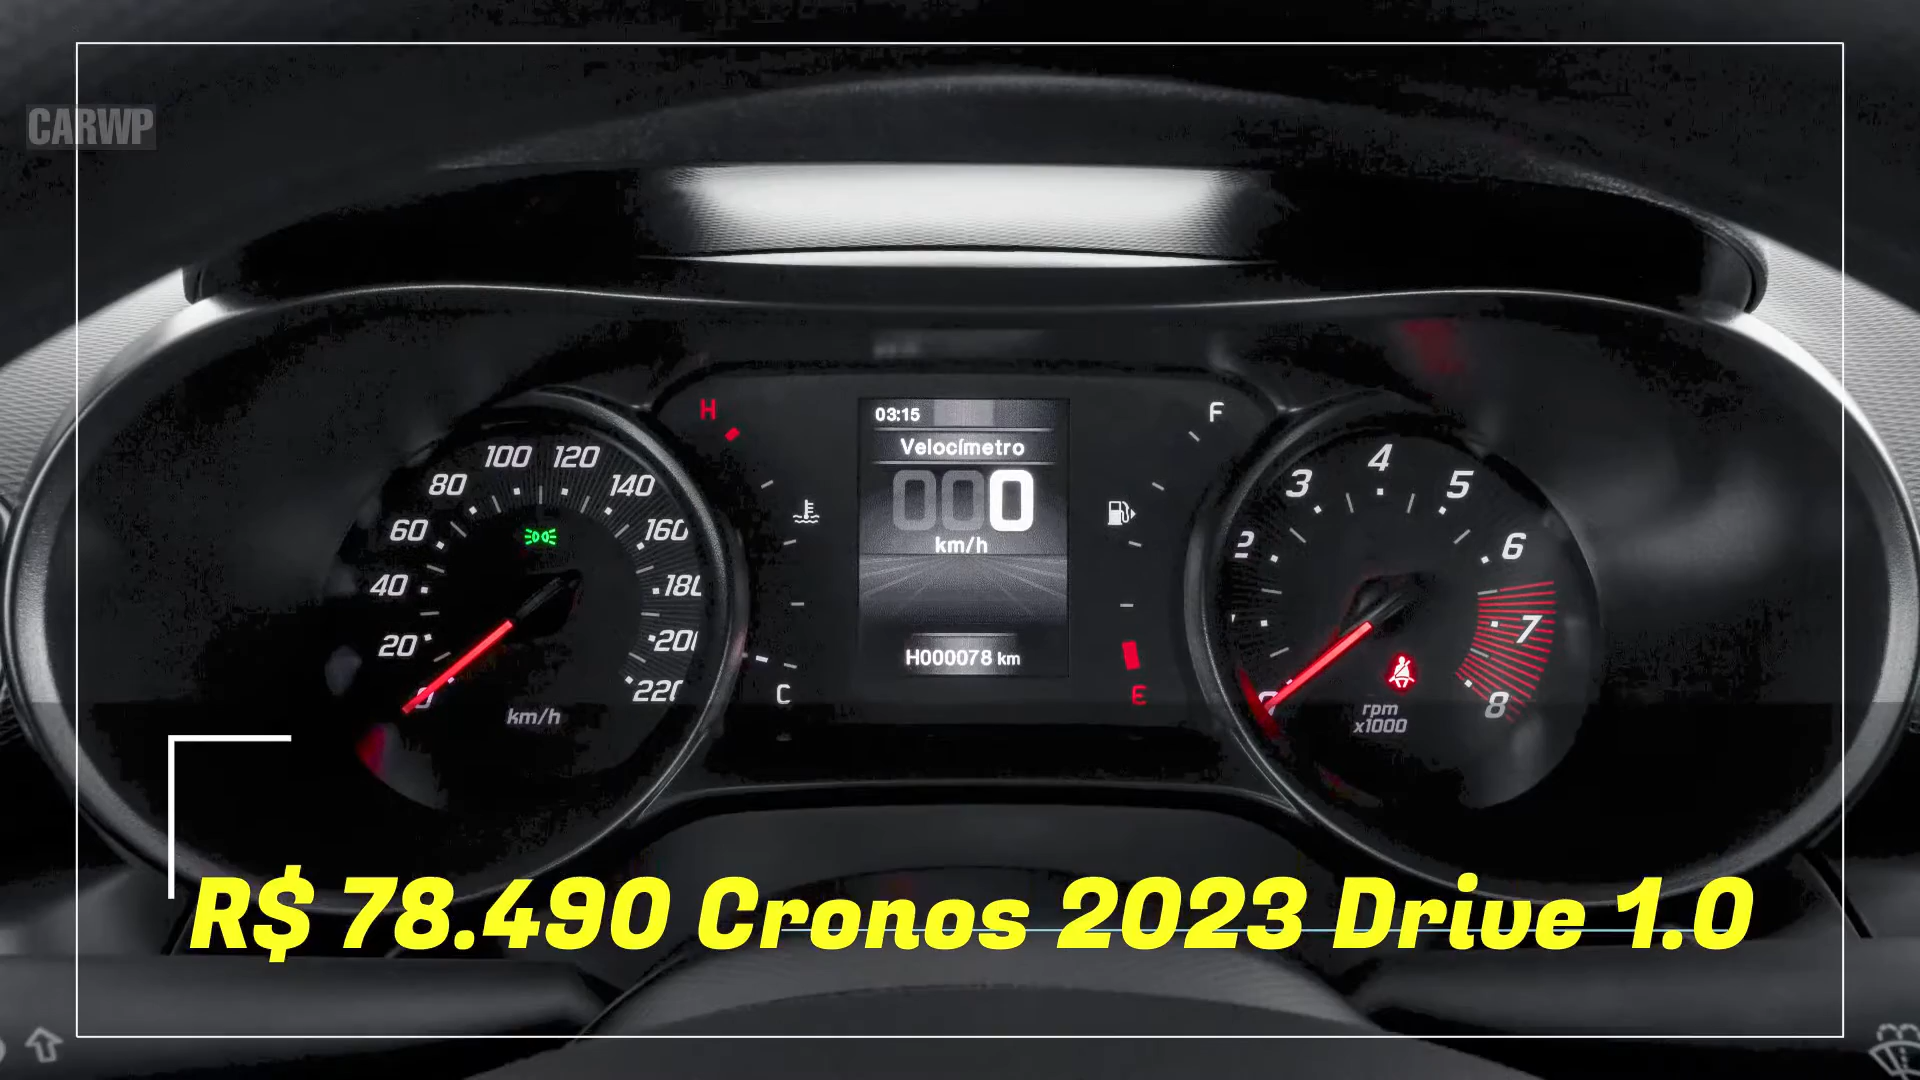 CARWP
03:15
Velocímetro
000
km/h
H000078 km
H
C
F
E
0
20
40
60
80
100
120
140
160
180
200
220
km/h
2
3
4
5
6
7
8
rpm
x1000
R$ 78.490 Cronos 2023 Drive 1.0